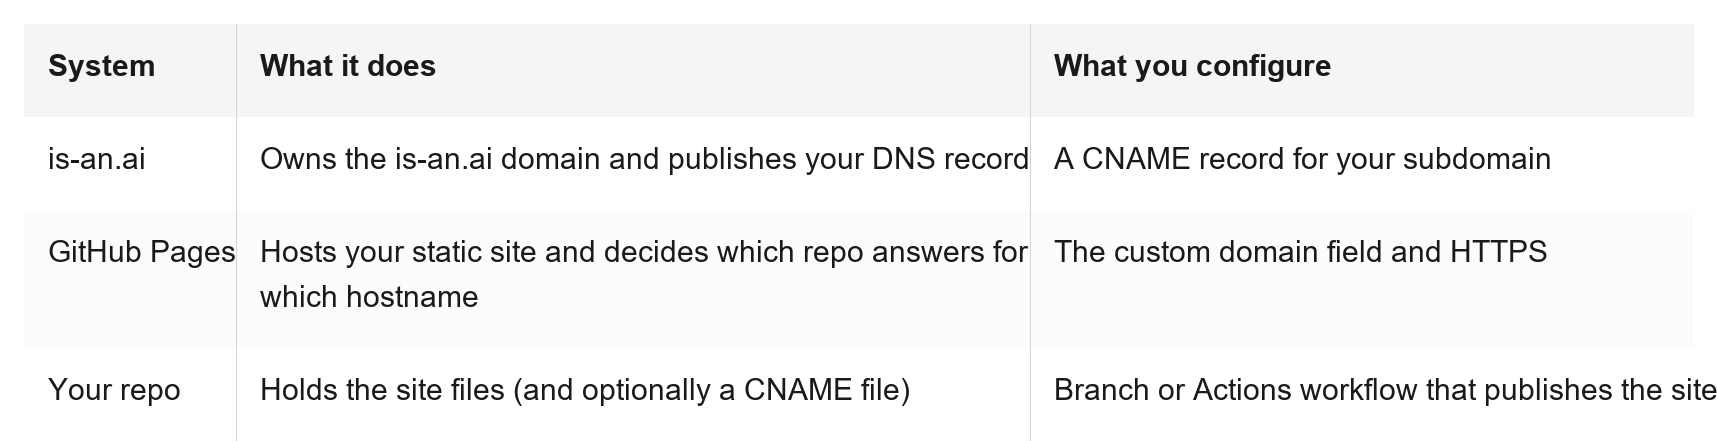 System What it does What you configure
is-an.ai Owns the is-an.ai domain and publishes your DNS record A CNAME record for your subdomain
GitHub Pages Hosts your static site and decides which repo answers for The custom domain field and HTTPS
which hostname
Your repo Holds the site files (and optionally a CNAME file) Branch or Actions workflow that publishes the site